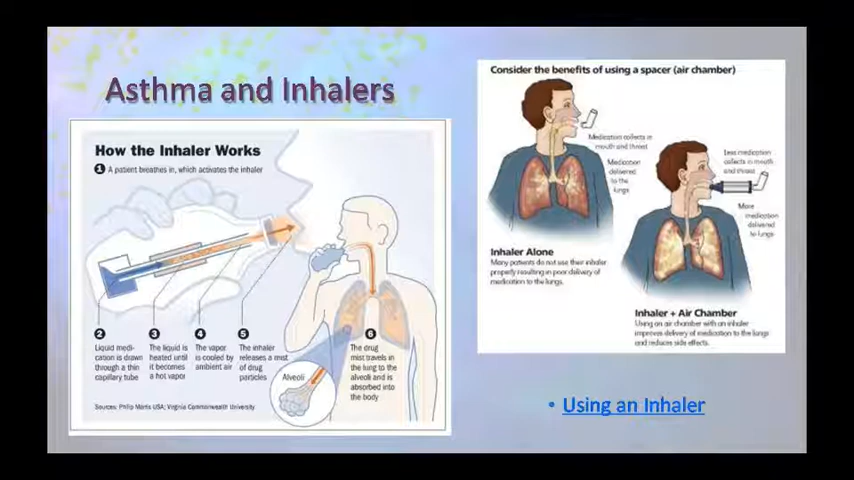 Asthma and Inhalers
How the Inhaler Works
1 A patient breathes in, which activates the inhaler
2
Liquid medi-
cation is drawn
through a thin
capillary tube
3
The liquid is
heated until
it becomes
a hot vapor
4
The vapor
is cooled by
ambient air
5
The inhaler
releases a mist
of drug
particles
6
The drug
mist travels in
the lung to the
alveoli and is
absorbed into
the body
Alveoli
Sources: Philip Morris USA; Virginia Commonwealth University
Consider the benefits of using a spacer (air chamber)
Medication collects in
mouth and throat
Medication
delivered
to the
lungs
Inhaler Alone
Many patients do not use their inhaler
properly resulting in poor delivery of
medication to the lungs.
Less medication
collects in mouth
and throat
More
medication
delivered
to lungs
Inhaler + Air Chamber
Using an air chamber with an inhaler
improves delivery of medication to the lungs
and reduces side effects.
• Using an Inhaler